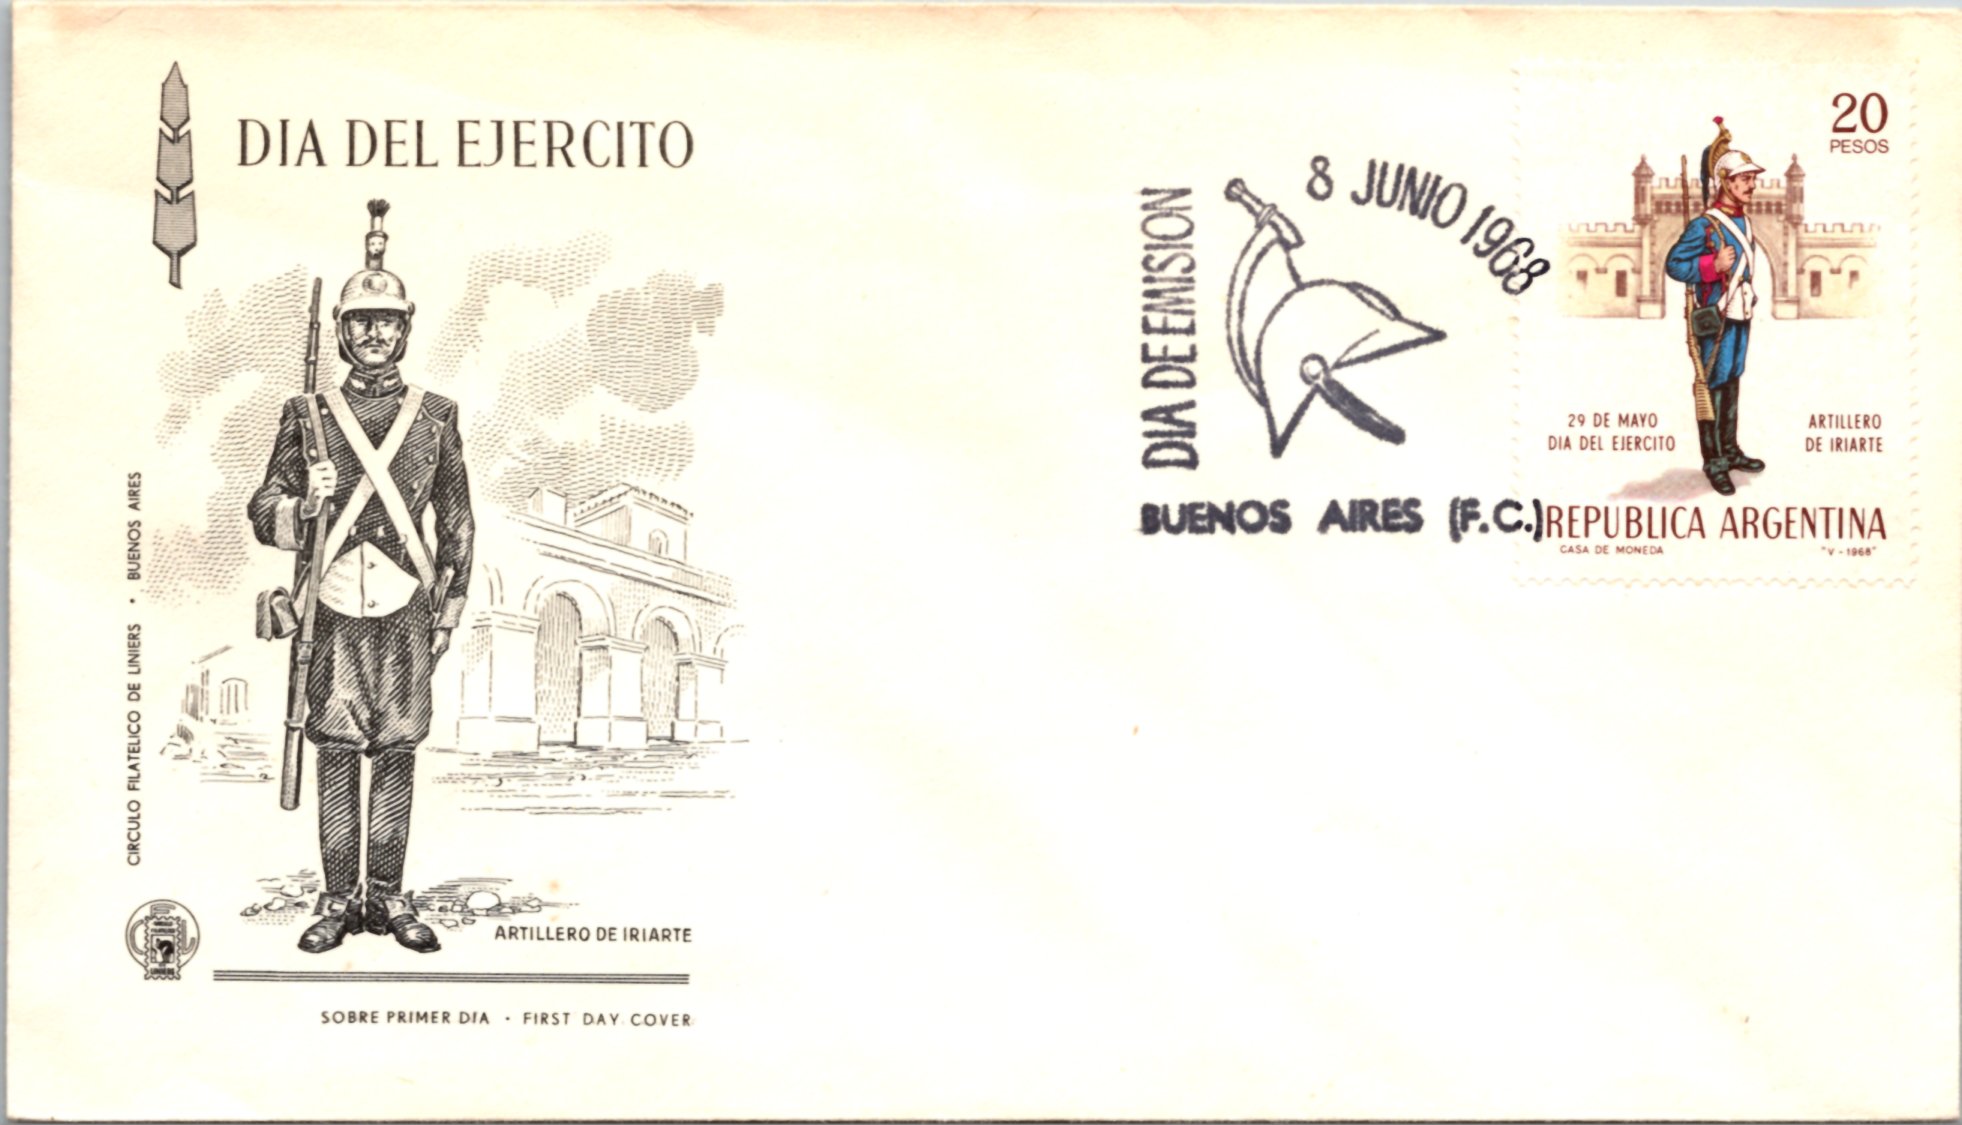 DIA DEL EJERCITO
CIRCULO FILATELICO DE LINIERS • BUENOS AIRES
ARTILLERO DE IRIARTE
SOBRE PRIMER DIA • FIRST DAY COVER
DIA DE EMISION
8 JUNIO 1968
BUENOS AIRES (F.C.)
20
PESOS
29 DE MAYO
DIA DEL EJERCITO
ARTILLERO
DE IRIARTE
REPUBLICA ARGENTINA
CASA DE MONEDA
"V - 1968"